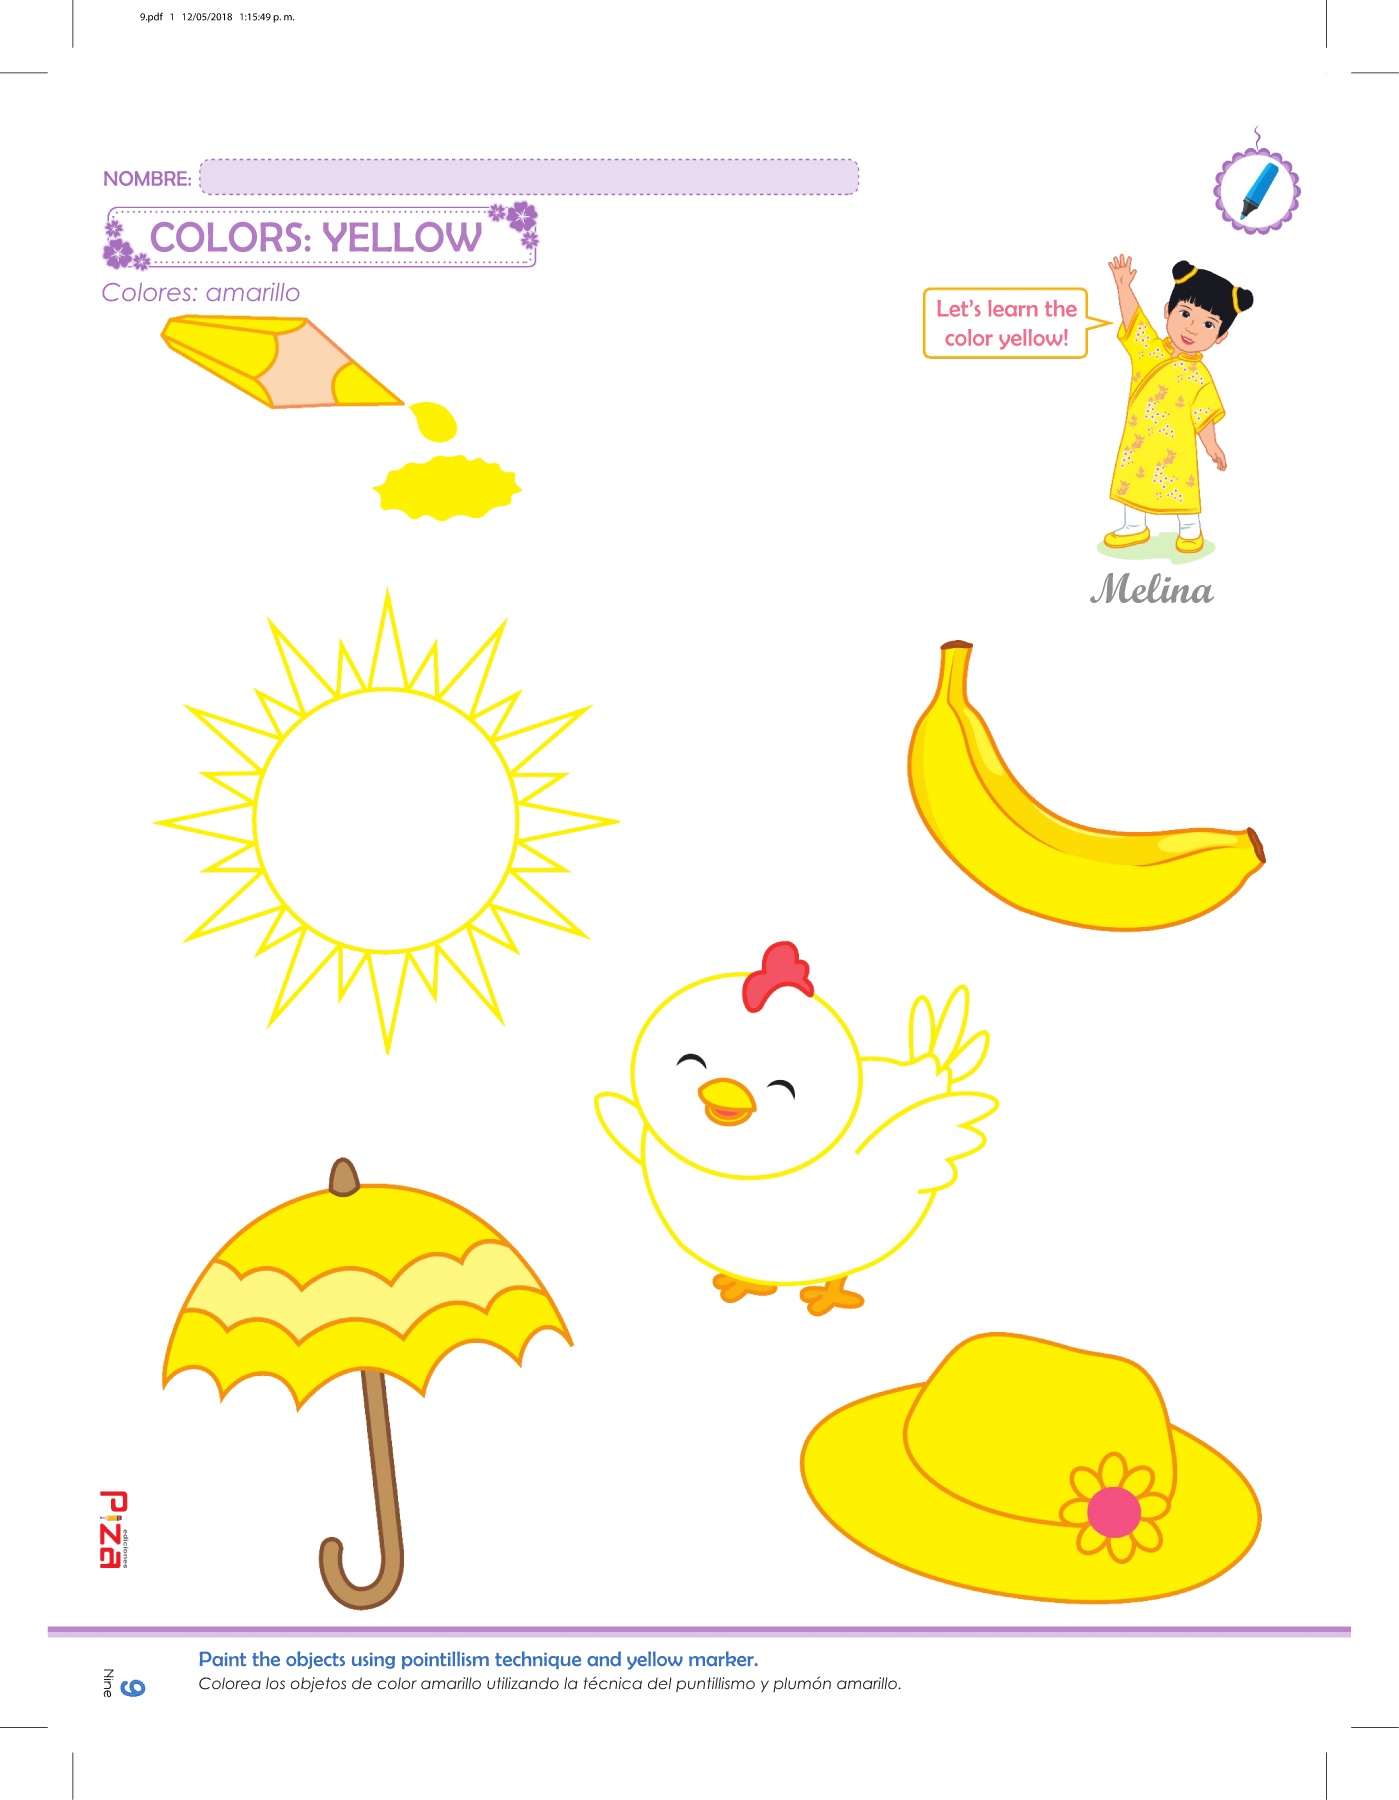 9.pdf 1 12/05/2018 1:15:49 p. m.
NOMBRE:
COLORS: YELLOW
Colores: amarillo
Let's learn the
color yellow!
Melina
Piza
ediciones
Paint the objects using pointillism technique and yellow marker.
Colorea los objetos de color amarillo utilizando la técnica del puntillismo y plumón amarillo.
Nine
9